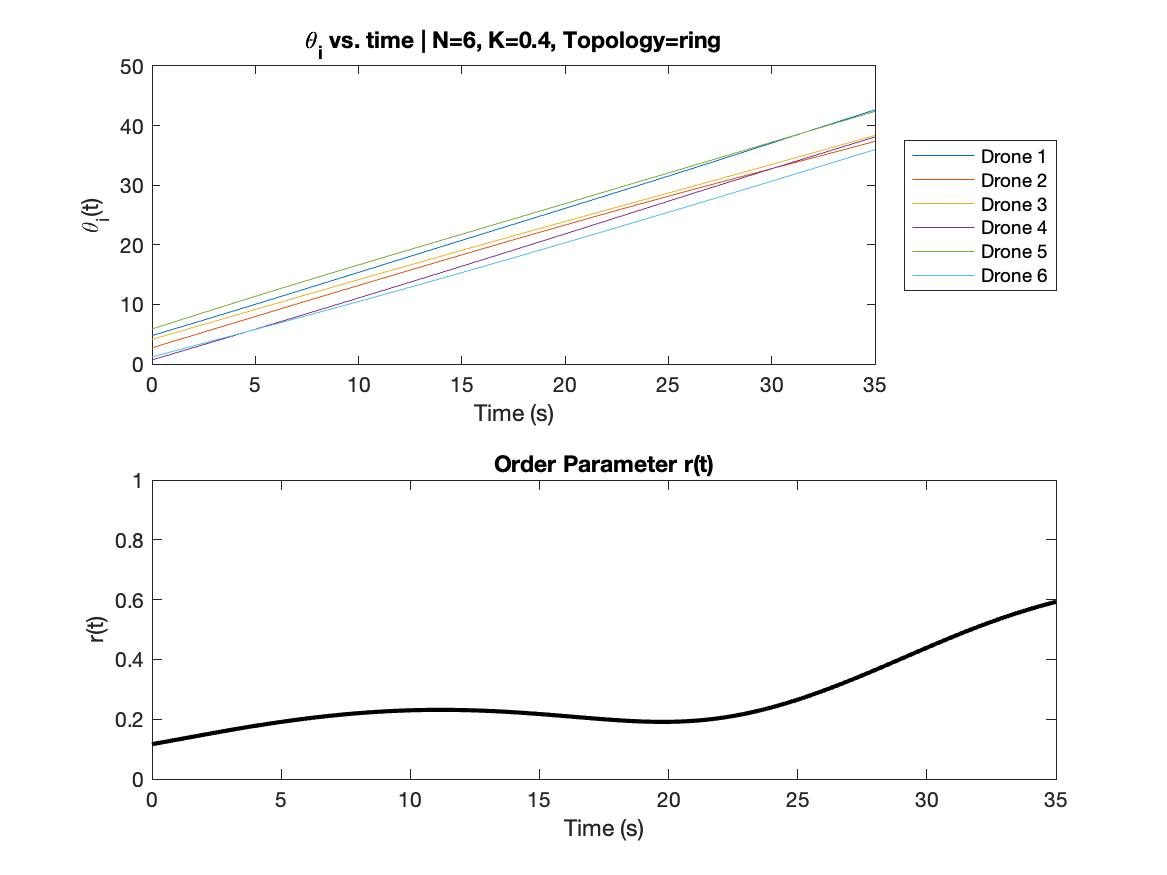 θi vs. time | N=6, K=0.4, Topology=ring
50
40
30
20
10
0
θi(t)
0 5 10 15 20 25 30 35
Time (s)
Drone 1
Drone 2
Drone 3
Drone 4
Drone 5
Drone 6
Order Parameter r(t)
1
0.8
0.6
0.4
0.2
0
r(t)
0 5 10 15 20 25 30 35
Time (s)